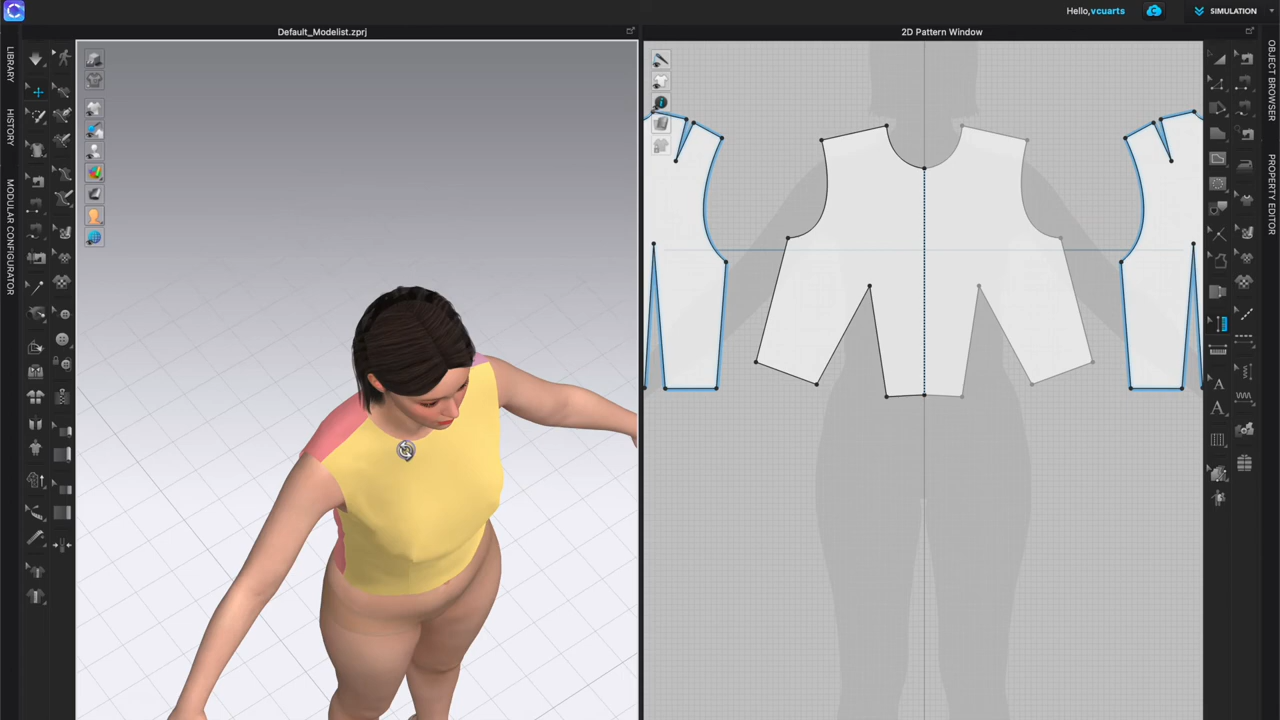 Hello,vcuarts
SIMULATION
Default_Modelist.zprj
2D Pattern Window
LIBRARY
HISTORY
MODULAR CONFIGURATOR
OBJECT BROWSER
PROPERTY EDITOR